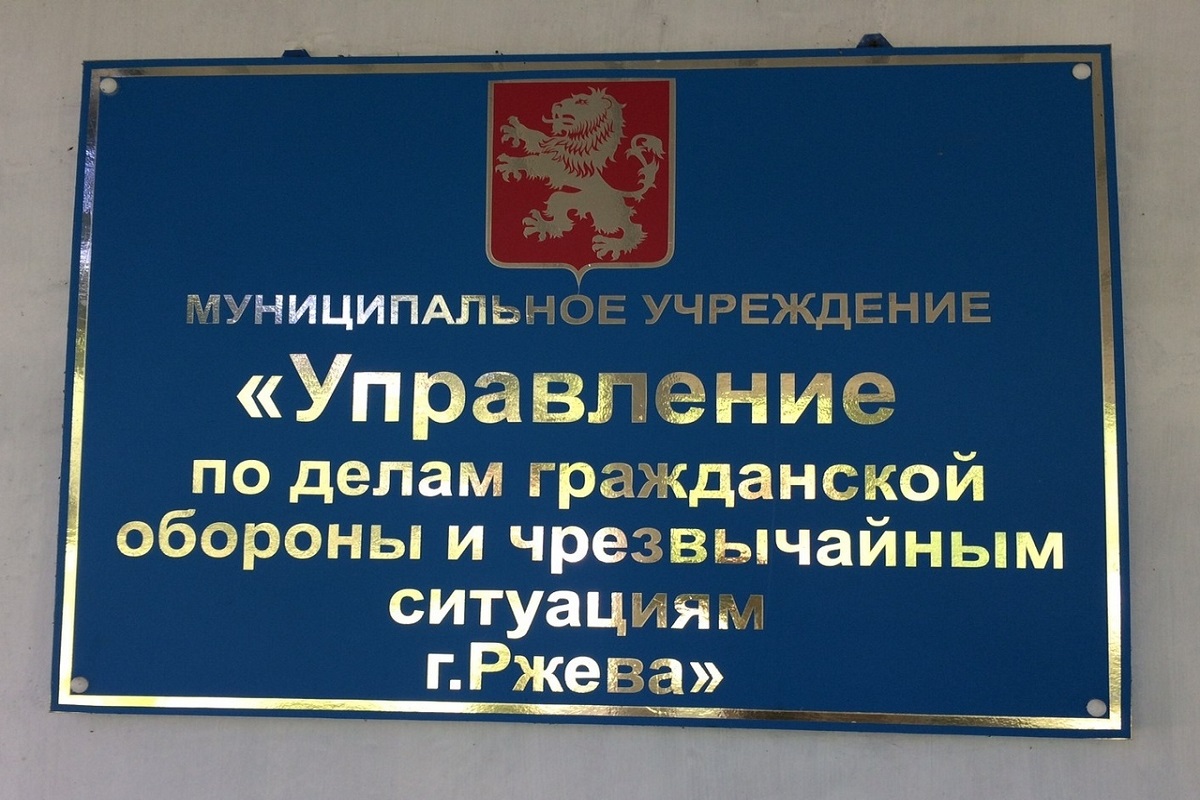 МУНИЦИПАЛЬНОЕ УЧРЕЖДЕНИЕ
«Управление
по делам гражданской
обороны и чрезвычайным
ситуациям
г.Ржева»